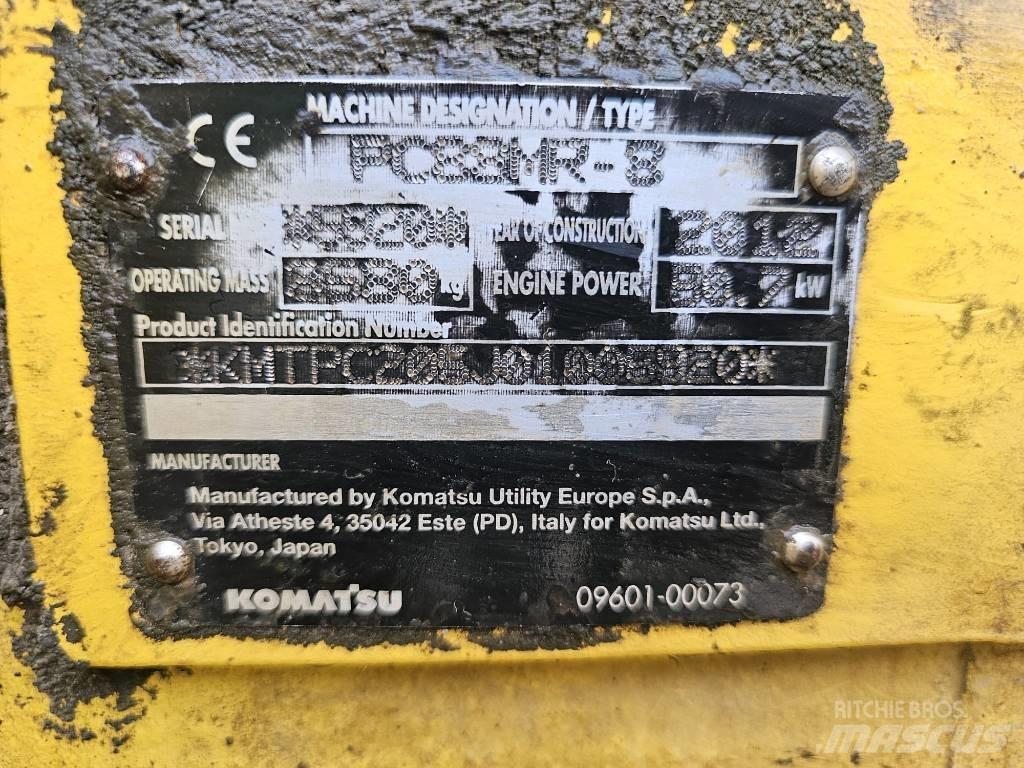 CE
MACHINE DESIGNATION / TYPE
SERIAL
YEAR OF CONSTRUCTION 2012
OPERATING MASS kg ENGINE POWER kW
Product Identification Number
MANUFACTURER
Manufactured by Komatsu Utility Europe S.p.A.,
Via Atheste 4, 35042 Este (PD), Italy for Komatsu Ltd.,
Tokyo, Japan
KOMATSU 09601-00073
RITCHIE BROS.
MASCUS